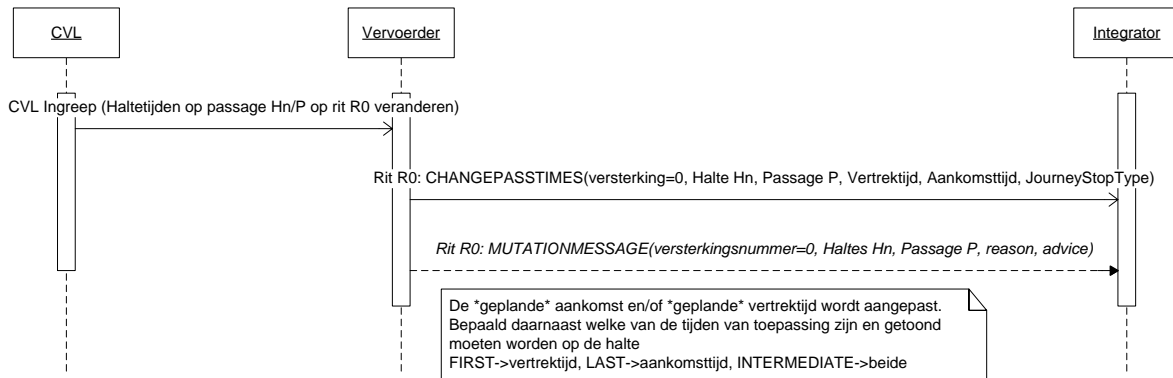 CVL
Vervoerder
Integrator
CVL Ingreep (Haltetijden op passage Hn/P op rit R0 veranderen)
Rit R0: CHANGEPASSTIMES(versterking=0, Halte Hn, Passage P, Vertrektijd, Aankomsttijd, JourneyStopType)
Rit R0: MUTATIONMESSAGE(versterkingsnummer=0, Haltes Hn, Passage P, reason, advice)
De *geplande* aankomst en/of *geplande* vertrektijd wordt aangepast.
Bepaald daarnaast welke van de tijden van toepassing zijn en getoond
moeten worden op de halte
FIRST->vertrektijd, LAST->aankomsttijd, INTERMEDIATE->beide